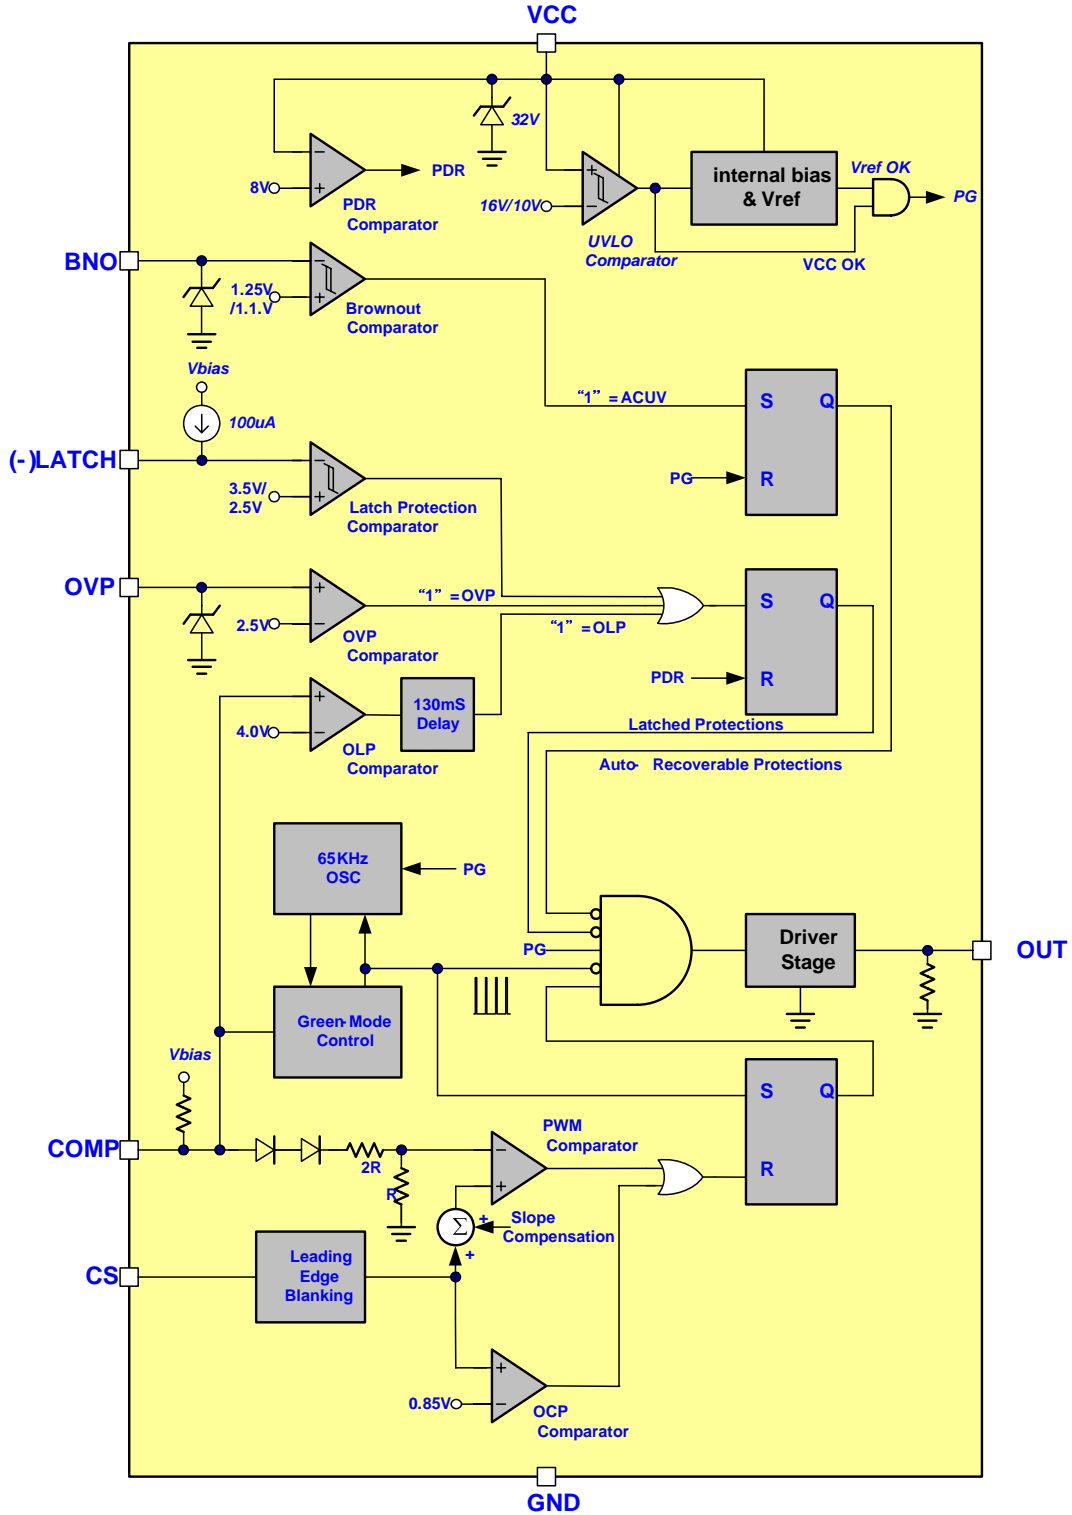 VCC
32V
8V
+
−
PDR
PDR
Comparator
16V/10V
+
−
UVLO
Comparator
internal bias
& Vref
Vref OK
PG
VCC OK
BNO
1.25V
/1.1.V
−
+
Brownout
Comparator
Vbias
100uA
“1” =ACUV
S
Q
PG
R
(-)LATCH
3.5V/
2.5V
−
+
Latch Protection
Comparator
OVP
2.5V
+
−
OVP
Comparator
“1” =OVP
“1” =OLP
S
Q
PDR
R
4.0V
+
−
OLP
Comparator
130mS
Delay
Latched Protections
Auto- Recoverable Protections
65KHz
OSC
PG
PG
Driver
Stage
OUT
Green-Mode
Control
Vbias
COMP
2R
R
−
+
PWM
Comparator
S
Q
R
Σ
+
+
Slope
Compensation
CS
Leading
Edge
Blanking
0.85V
+
−
OCP
Comparator
GND